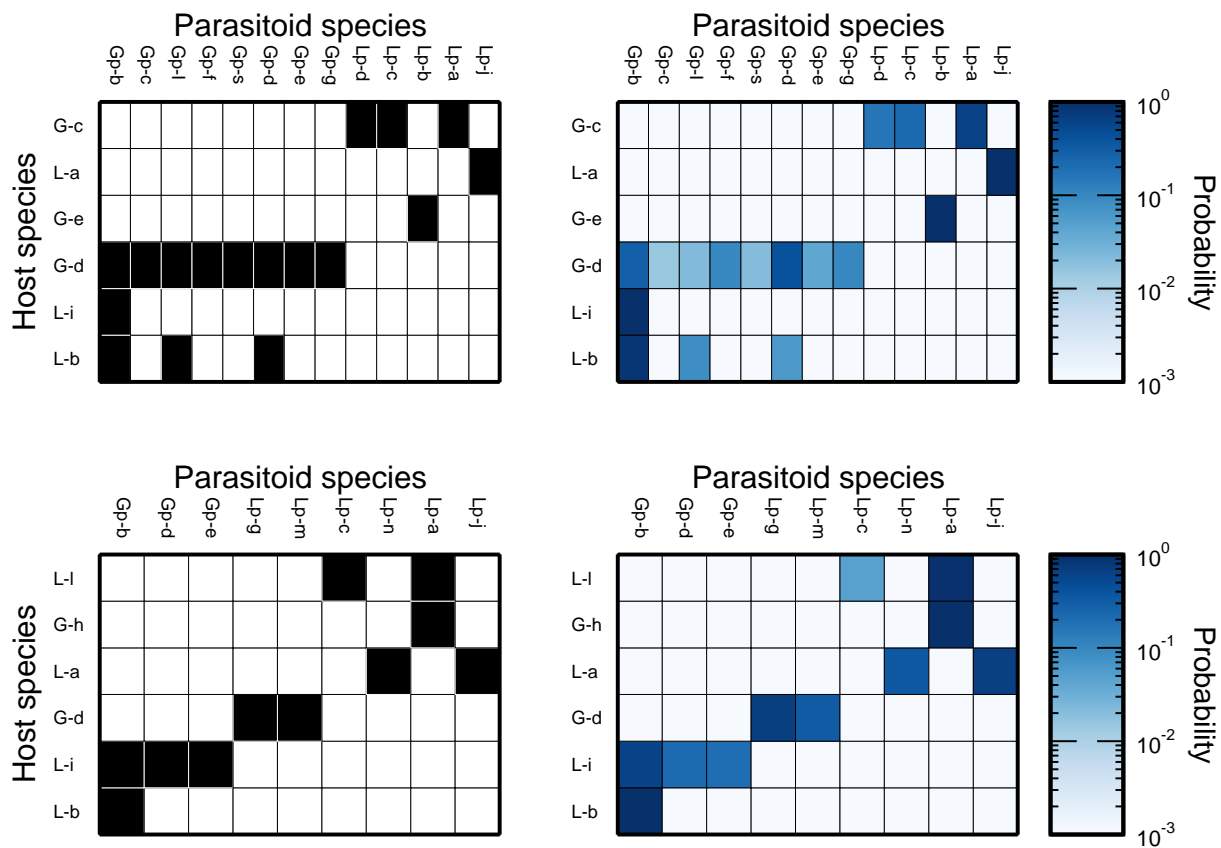 Parasitoid species
Parasitoid species
Gp-b Gp-c Gp-l Gp-f Gp-s Gp-d Gp-e Gp-g Lp-d Lp-c Lp-b Lp-a Lp-j
Gp-b Gp-c Gp-l Gp-f Gp-s Gp-d Gp-e Gp-g Lp-d Lp-c Lp-b Lp-a Lp-j
Host species
G-c
L-a
G-e
G-d
L-i
L-b
G-c
L-a
G-e
G-d
L-i
L-b
10^0
10^-1
10^-2
10^-3
Probability
Parasitoid species
Parasitoid species
Gp-b Gp-d Gp-e Lp-g Lp-m Lp-c Lp-n Lp-a Lp-j
Gp-b Gp-d Gp-e Lp-g Lp-m Lp-c Lp-n Lp-a Lp-j
Host species
L-l
G-h
L-a
G-d
L-i
L-b
L-l
G-h
L-a
G-d
L-i
L-b
10^0
10^-1
10^-2
10^-3
Probability